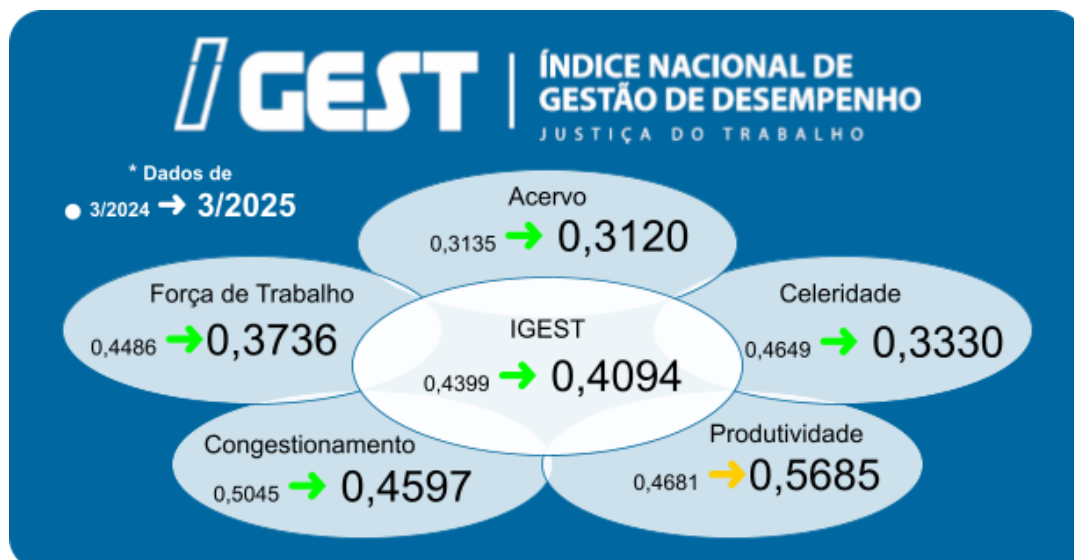 IGEST
ÍNDICE NACIONAL DE
GESTÃO DE DESEMPENHO
JUSTIÇA DO TRABALHO
* Dados de
3/2024 ➜ 3/2025
Acervo
0,3135 ➜ 0,3120
Força de Trabalho
0,4486 ➜ 0,3736
IGEST
0,4399 ➜ 0,4094
Celeridade
0,4649 ➜ 0,3330
Congestionamento
0,5045 ➜ 0,4597
Produtividade
0,4681 ➜ 0,5685